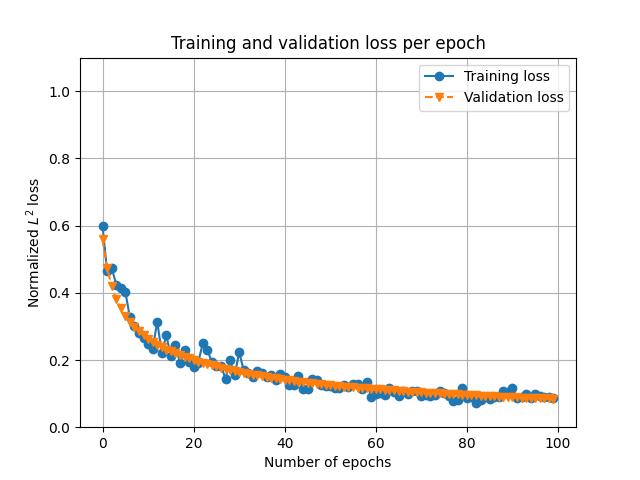 Training and validation loss per epoch
Training loss
Validation loss
1.0
0.8
0.6
0.4
0.2
0.0
Normalized L² loss
0 20 40 60 80 100
Number of epochs